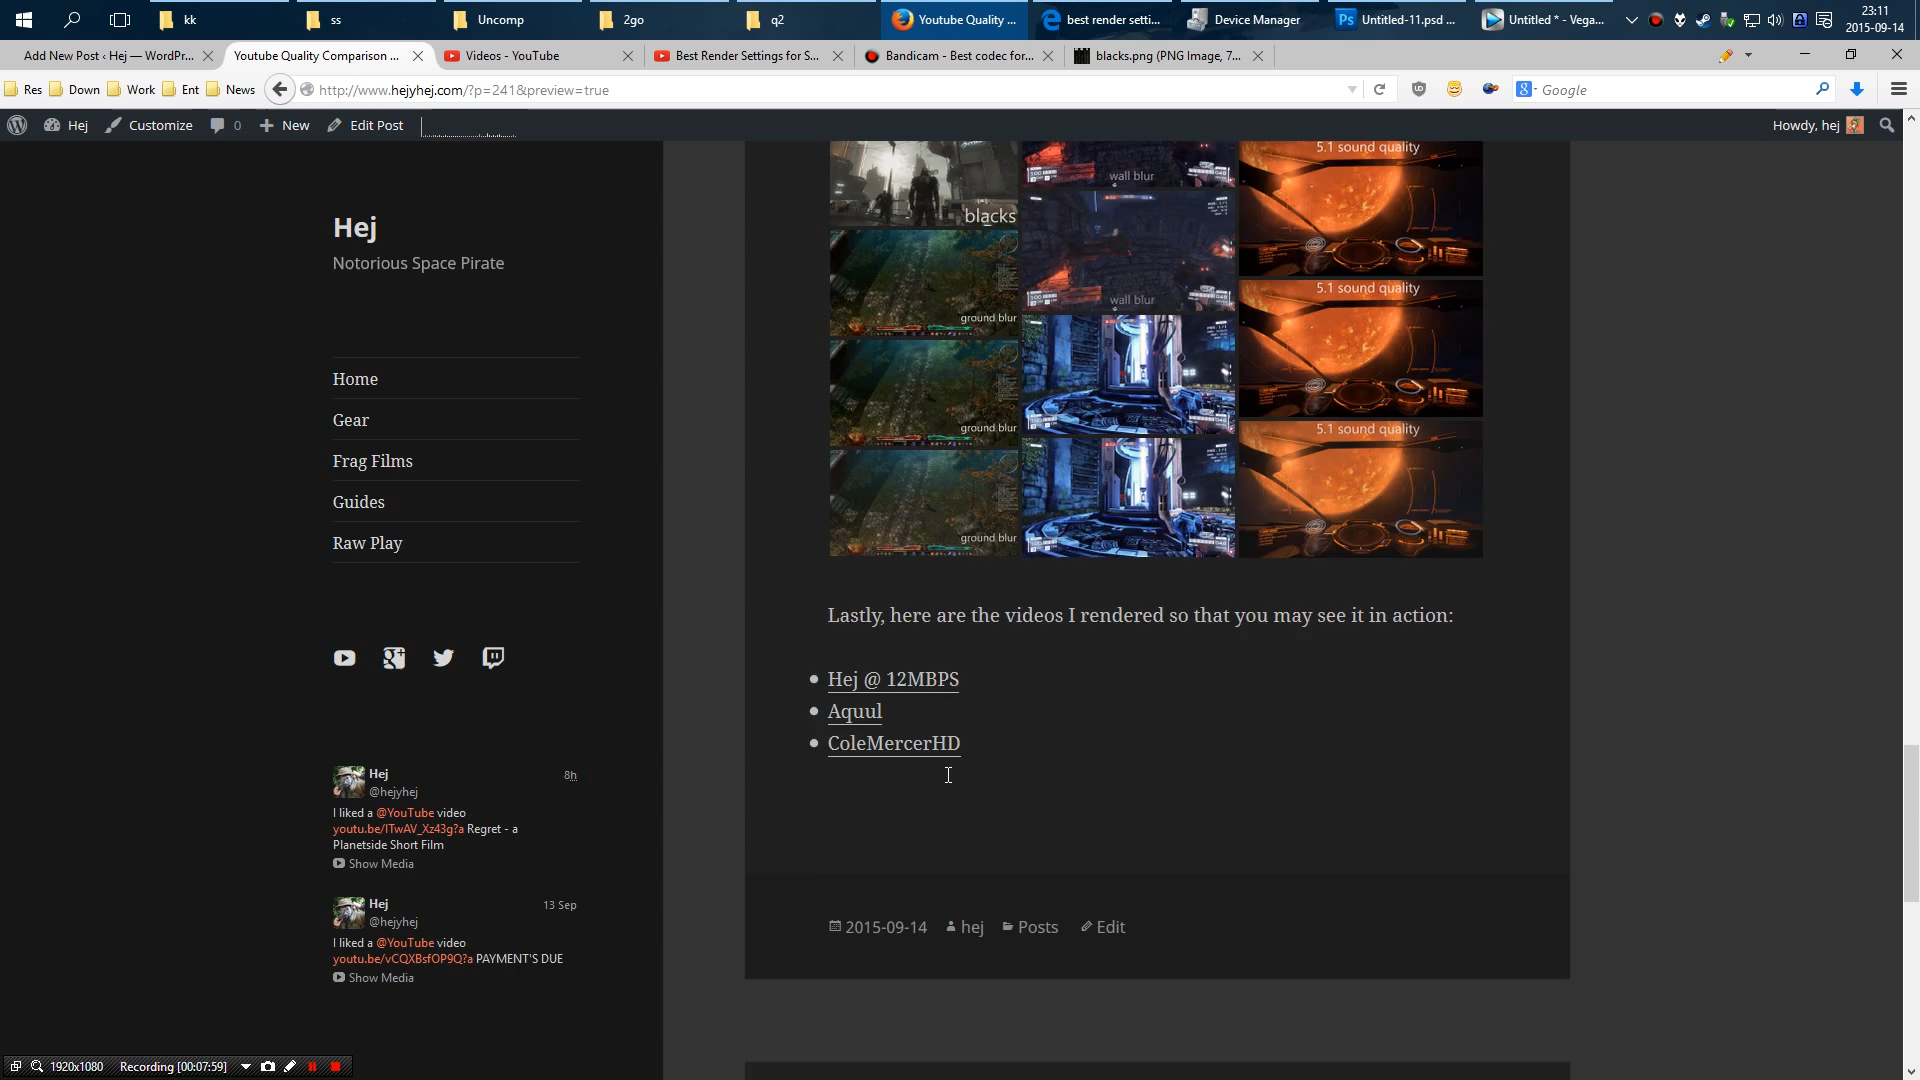 kk
ss
Uncomp
2go
q2
Youtube Quality ...
best render setti...
Device Manager
Untitled-11.psd ...
Untitled * - Vega...
23:11
2015-09-14
Add New Post ‹ Hej — WordPr...
Youtube Quality Comparison ...
Videos - YouTube
Best Render Settings for S...
Bandicam - Best codec for...
blacks.png (PNG Image, 7...
Res
Down
Work
Ent
News
http://www.hejyhej.com/?p=241&preview=true
Google
Hej
Customize
0
New
Edit Post
Howdy, hej
Hej
Notorious Space Pirate
Home
Gear
Frag Films
Guides
Raw Play
Hej
8h
@hejyhej
I liked a @YouTube video
youtu.be/ITwAV_Xz43g?a Regret - a
Planetside Short Film
Show Media
Hej
13 Sep
@hejyhej
I liked a @YouTube video
youtu.be/vCQXBsfOP9Q?a PAYMENT'S DUE
Show Media
blacks
ground blur
ground blur
ground blur
wall blur
wall blur
5.1 sound quality
5.1 sound quality
5.1 sound quality
Lastly, here are the videos I rendered so that you may see it in action:
Hej @ 12MBPS
Aquul
ColeMercerHD
2015-09-14
hej
Posts
Edit
1920x1080
Recording [00:07:59]